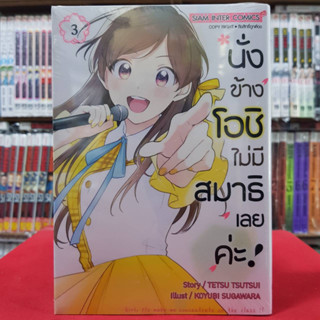 SIAM INTER COMICS
3
นั่ง
ข้าง
โอชิ
ไม่มี
สมาธิ
เลย
ค่ะ!
Story / TETSU TSUTSUI
illust / KOYUBI SUGAWARA